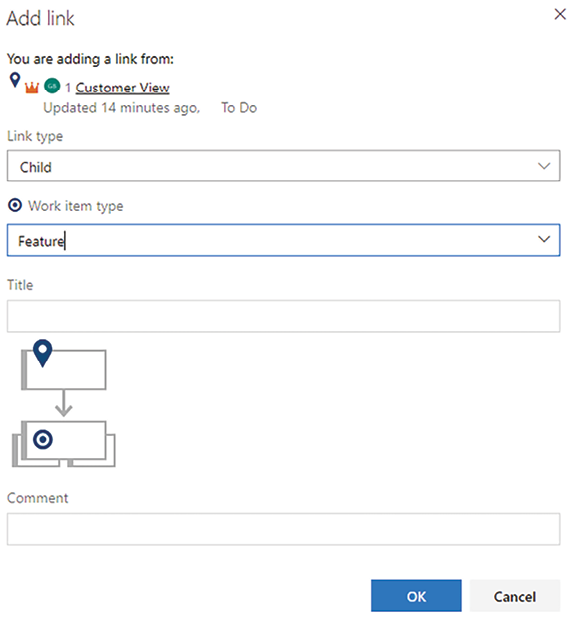 Add link
You are adding a link from:
GB 1 Customer View
Updated 14 minutes ago, To Do
Link type
Child
Work item type
Feature
Title
Comment
OK Cancel